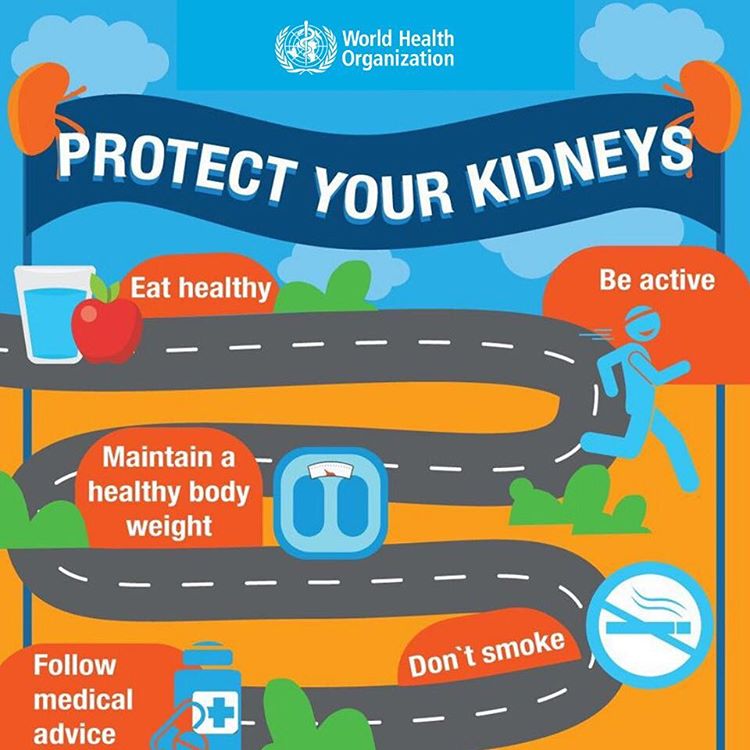 World Health
Organization
PROTECT YOUR KIDNEYS
Eat healthy
Be active
Maintain a
healthy body
weight
Don`t smoke
Follow
medical
advice